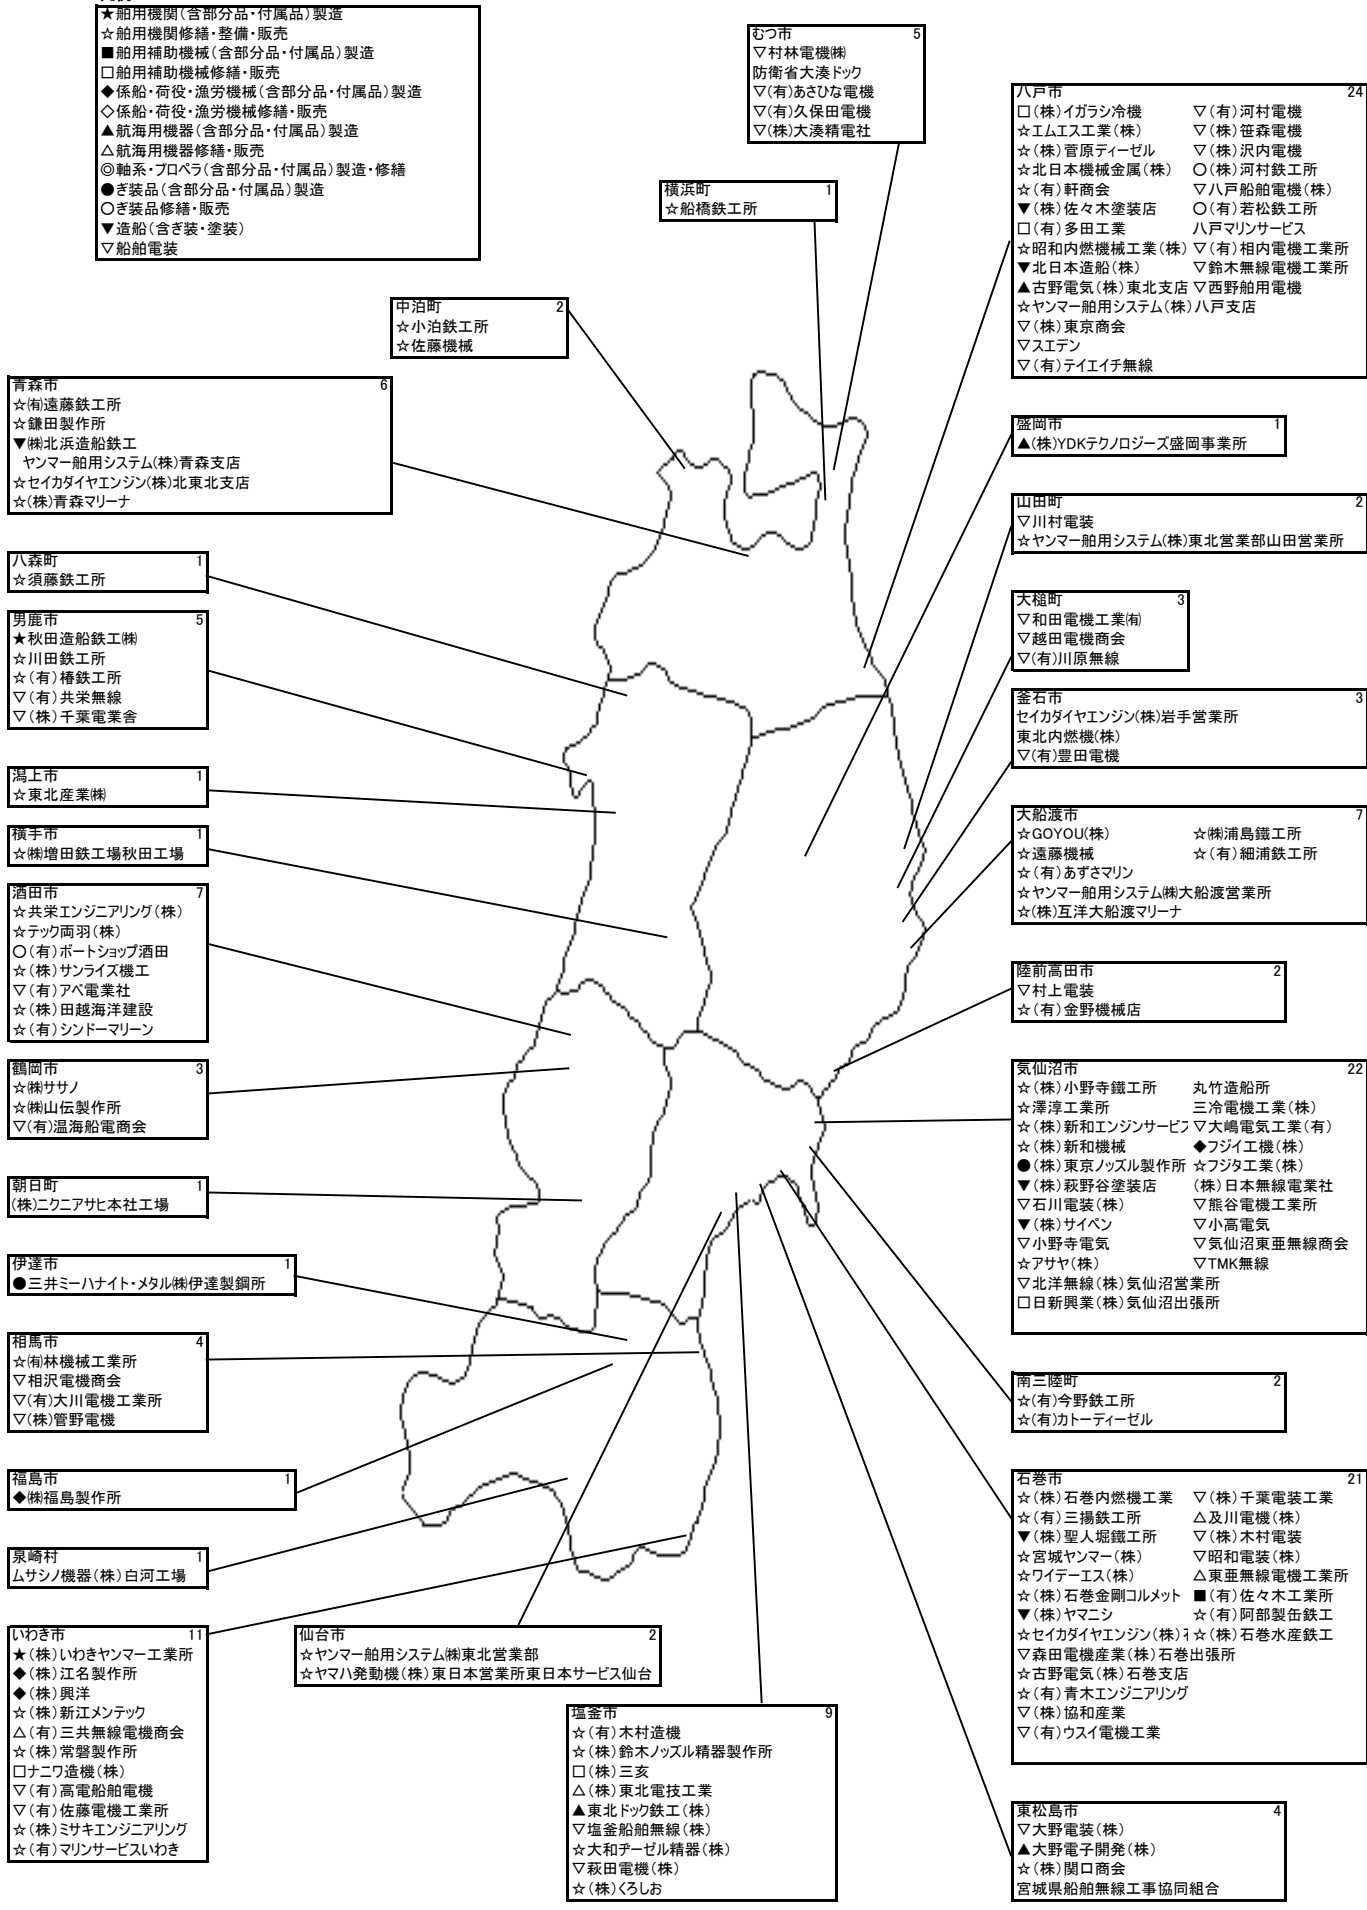 ★舶用機関(含部分品・付属品)製造
☆舶用機関修繕・整備・販売
■舶用補助機械(含部分品・付属品)製造
□舶用補助機械修繕・販売
◆係船・荷役・漁労機械(含部分品・付属品)製造
◇係船・荷役・漁労機械修繕・販売
▲航海用機器(含部分品・付属品)製造
△航海用機器修繕・販売
◎軸系・プロペラ(含部分品・付属品)製造・修繕
●ぎ装品(含部分品・付属品)製造
○ぎ装品修繕・販売
▼造船(含ぎ装・塗装)
▽船舶電装
むつ市 5
▽村林電機㈱
防衛省大湊ドック
▽(有)あさひな電機
▽(有)久保田電機
▽(株)大湊精電社
横浜町 1
☆船橋鉄工所
八戸市 24
□(株)イガラシ冷機 ▽(有)河村電機
☆エムエス工業(株) ▽(株)笹森電機
☆(株)菅原ディーゼル ▽(株)沢内電機
☆北日本機械金属(株) ○(株)河村鉄工所
☆(有)軒商会 ▽八戸船舶電機(株)
▼(株)佐々木塗装店 ○(有)若松鉄工所
□(有)多田工業 八戸マリンサービス
☆昭和内燃機械工業(株) ▽(有)相内電機工業所
▼北日本造船(株) ▽鈴木無線電機工業所
▲古野電気(株)東北支店 ▽西野舶用電機
☆ヤンマー舶用システム(株)八戸支店
▽(株)東京商会
▽スエデン
▽(有)テイエイチ無線
中泊町 2
☆小泊鉄工所
☆佐藤機械
青森市 6
☆㈲遠藤鉄工所
☆鎌田製作所
▼㈱北浜造船鉄工
ヤンマー舶用システム(株)青森支店
☆セイカダイヤエンジン(株)北東北支店
☆(株)青森マリーナ
盛岡市 1
▲(株)YDKテクノロジーズ盛岡事業所
山田町 2
▽川村電装
☆ヤンマー舶用システム(株)東北営業部山田営業所
八森町 1
☆須藤鉄工所
大槌町 3
▽和田電機工業㈲
▽越田電機商会
▽(有)川原無線
男鹿市 5
★秋田造船鉄工㈱
☆川田鉄工所
☆(有)椿鉄工所
▽(有)共栄無線
▽(株)千葉電業舎
釜石市 3
セイカダイヤエンジン(株)岩手営業所
東北内燃機(株)
▽(有)豊田電機
潟上市 1
☆東北産業㈱
大船渡市 7
☆GOYOU(株) ☆㈱浦島鐵工所
☆遠藤機械 ☆(有)細浦鉄工所
☆(有)あずさマリン
☆ヤンマー舶用システム㈱大船渡営業所
☆(株)互洋大船渡マリーナ
横手市 1
☆㈱増田鉄工場秋田工場
酒田市 7
☆共栄エンジニアリング(株)
☆テック両羽(株)
○(有)ボートショップ酒田
☆(株)サンライズ機工
▽(有)アベ電業社
☆(株)田越海洋建設
☆(有)シンドーマリーン
陸前高田市 2
▽村上電装
☆(有)金野機械店
鶴岡市 3
☆㈱ササノ
☆㈱山伝製作所
▽(有)温海船電商会
気仙沼市 22
☆(株)小野寺鐵工所 丸竹造船所
☆澤淳工業所 三冷電機工業(株)
☆(株)新和エンジンサービス ▽大嶋電気工業(有)
☆(株)新和機械 ◆フジイ工機(株)
●(株)東京ノッズル製作所 ☆フジタ工業(株)
▼(株)萩野谷塗装店 (株)日本無線電業社
▽石川電装(株) ▽熊谷電機工業所
▼(株)サイペン ▽小高電気
▽小野寺電気 ▽気仙沼東亜無線商会
☆アサヤ(株) ▽TMK無線
▽北洋無線(株)気仙沼営業所
□日新興業(株)気仙沼出張所
朝日町 1
(株)ニクニアサヒ本社工場
伊達市 1
●三井ミーハナイト・メタル㈱伊達製鋼所
相馬市 4
☆㈲林機械工業所
▽相沢電機商会
▽(有)大川電機工業所
▽(株)管野電機
南三陸町 2
☆(有)今野鉄工所
☆(有)カトーディーゼル
福島市 1
◆㈱福島製作所
石巻市 21
☆(株)石巻内燃機工業 ▽(株)千葉電装工業
☆(有)三揚鉄工所 △及川電機(株)
▼(株)聖人堀鐵工所 ▽(株)木村電装
☆宮城ヤンマー(株) ▽昭和電装(株)
☆ワイデーエス(株) △東亜無線電機工業所
☆(株)石巻金剛コルメット ■(有)佐々木工業所
▼(株)ヤマニシ ☆(有)阿部製缶鉄工
☆セイカダイヤエンジン(株) ☆(株)石巻水産鉄工
▽森田電機産業(株)石巻出張所
☆古野電気(株)石巻支店
☆(有)青木エンジニアリング
▽(株)協和産業
▽(有)ウスイ電機工業
泉崎村 1
ムサシノ機器(株)白河工場
いわき市 11
★(株)いわきヤンマー工業所
◆(株)江名製作所
◆(株)興洋
☆(株)新江メンテック
△(有)三共無線電機商会
☆(株)常磐製作所
□ナニワ造機(株)
▽(有)高電船舶電機
▽(有)佐藤電機工業所
☆(株)ミサキエンジニアリング
☆(有)マリンサービスいわき
仙台市 2
☆ヤンマー舶用システム㈱東北営業部
☆ヤマハ発動機(株)東日本営業所東日本サービス仙台
塩釜市 9
☆(有)木村造機
☆(株)鈴木ノッズル精器製作所
□(株)三亥
△(株)東北電技工業
▲東北ドック鉄工(株)
▽塩釜船舶無線(株)
☆大和ヂーゼル精器(株)
▽萩田電機(株)
☆(株)くろしお
東松島市 4
▽大野電装(株)
▲大野電子開発(株)
☆(株)関口商会
宮城県船舶無線工事協同組合